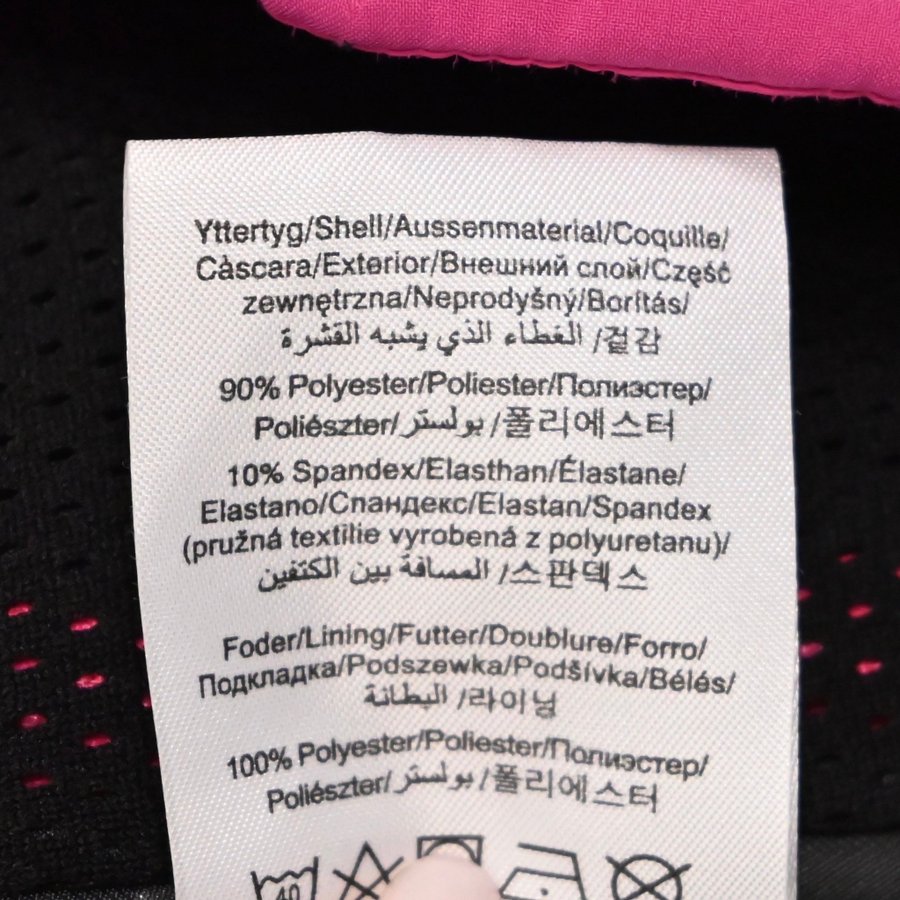 Yttertyg/Shell/Aussenmaterial/Coquille/
Càscara/Exterior/Внешний слой/Część
zewnętrzna/Neprodyšný/Borítás/
الغطاء الذي يشبه القشرة /겉감
90% Polyester/Poliester/Полиэстер/
Poliészter/بولستر/폴리에스터
10% Spandex/Elasthan/Élastane/
Elastano/Спандекс/Elastan/Spandex
(pružná textilie vyrobená z polyuretanu)/
المسافة بين الكتفين /스판덱스
Foder/Lining/Futter/Doublure/Forro/
Подкладка/Podszewka/Podšívka/Bélés/
البطانة /라이닝
100% Polyester/Poliester/Полиэстер/
Poliészter/بولستر/폴리에스터
40